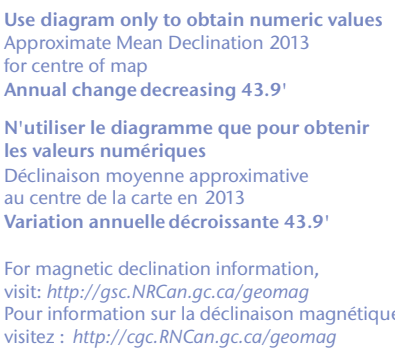 Use diagram only to obtain numeric values
Approximate Mean Declination 2013
for centre of map
Annual change decreasing 43.9'
N'utiliser le diagramme que pour obtenir
les valeurs numériques
Déclinaison moyenne approximative
au centre de la carte en 2013
Variation annuelle décroissante 43.9'
For magnetic declination information,
visit: http://gsc.NRCan.gc.ca/geomag
Pour information sur la déclinaison magnétique
visitez : http://cgc.RNCan.gc.ca/geomag